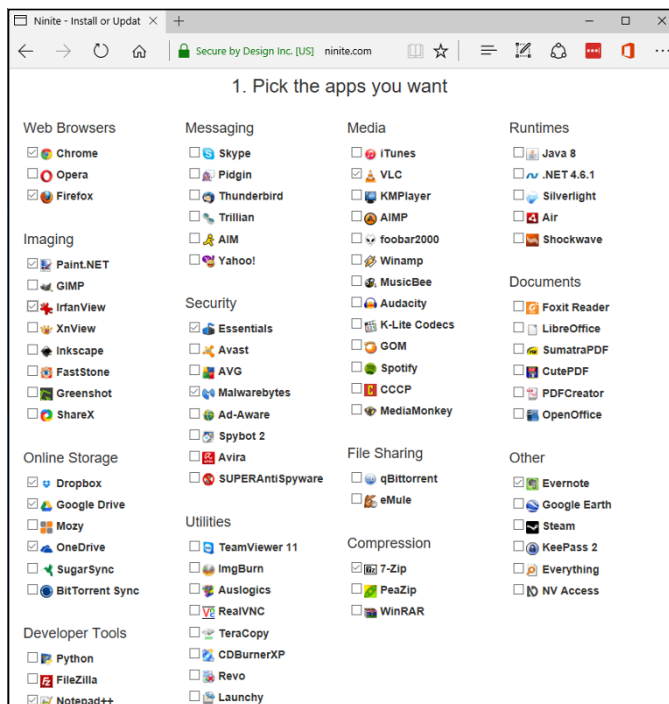 Ninite - Install or Updat
Secure by Design Inc. [US] ninite.com
1. Pick the apps you want
Web Browsers
Chrome
Opera
Firefox
Imaging
Paint.NET
GIMP
IrfanView
XnView
Inkscape
FastStone
Greenshot
ShareX
Online Storage
Dropbox
Google Drive
Mozy
OneDrive
SugarSync
BitTorrent Sync
Developer Tools
Python
FileZilla
Notepad++
Messaging
Skype
Pidgin
Thunderbird
Trillian
AIM
Yahoo!
Security
Essentials
Avast
AVG
Malwarebytes
Ad-Aware
Spybot 2
Avira
SUPERAntiSpyware
Utilities
TeamViewer 11
ImgBurn
Auslogics
RealVNC
TeraCopy
CDBurnerXP
Revo
Launchy
Media
iTunes
VLC
KMPlayer
AIMP
foobar2000
Winamp
MusicBee
Audacity
K-Lite Codecs
GOM
Spotify
CCCP
MediaMonkey
File Sharing
qBittorrent
eMule
Compression
7-Zip
PeaZip
WinRAR
Runtimes
Java 8
.NET 4.6.1
Silverlight
Air
Shockwave
Documents
Foxit Reader
LibreOffice
SumatraPDF
CutePDF
PDFCreator
OpenOffice
Other
Evernote
Google Earth
Steam
KeePass 2
Everything
NV Access